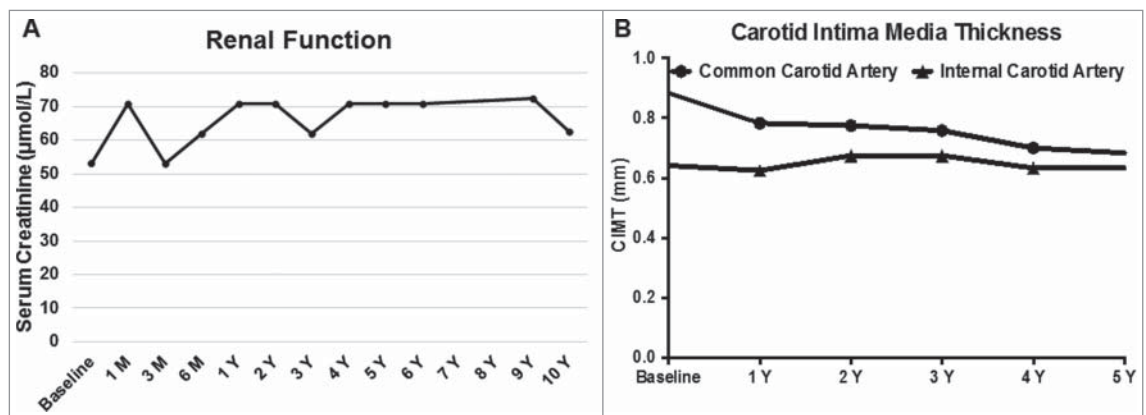 A
Renal Function
Serum Creatinine (µmol/L)
80
70
60
50
40
30
20
10
0
Baseline
1 M
3 M
6 M
1 Y
2 Y
3 Y
4 Y
5 Y
6 Y
7 Y
8 Y
9 Y
10 Y
B
Carotid Intima Media Thickness
Common Carotid Artery
Internal Carotid Artery
CIMT (mm)
1.0
0.8
0.6
0.4
0.2
0.0
Baseline
1 Y
2 Y
3 Y
4 Y
5 Y